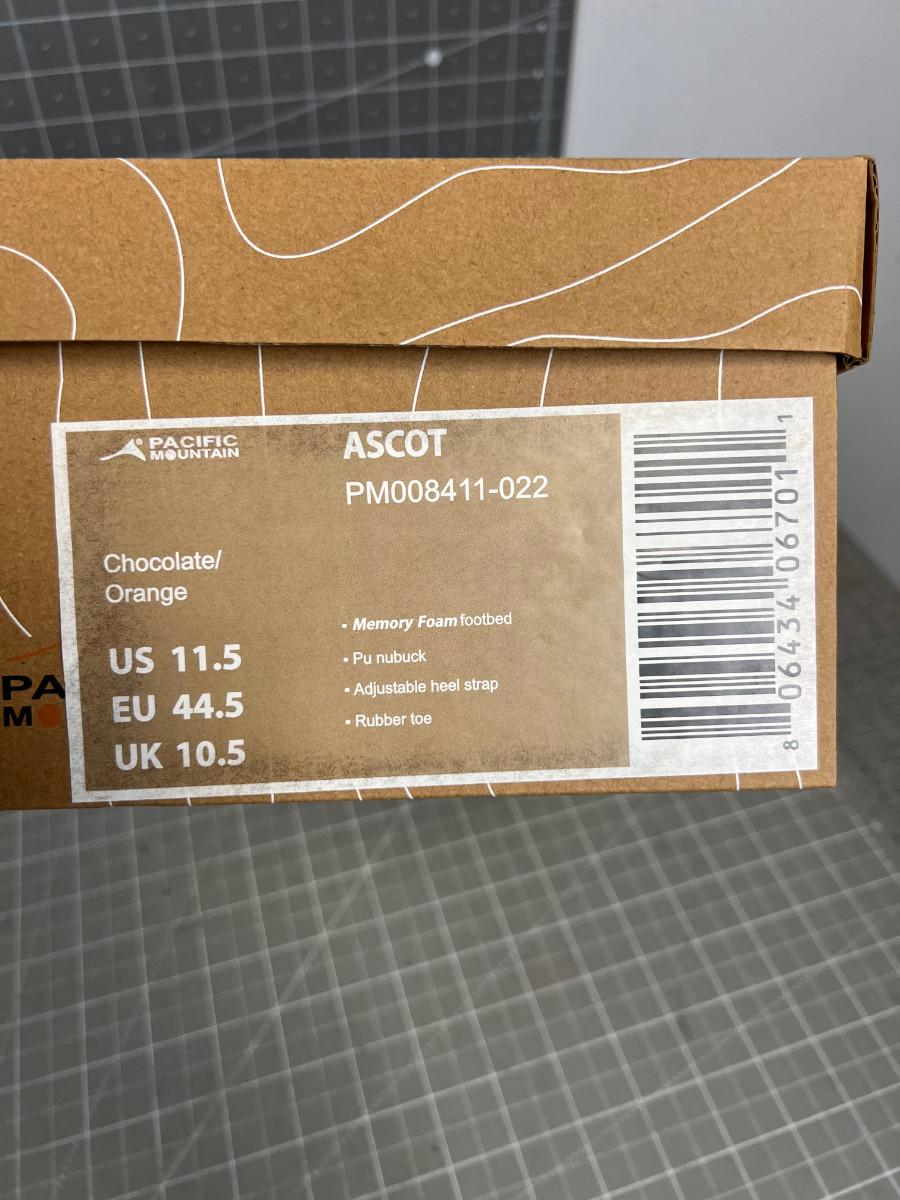 PACIFIC
MOUNTAIN
ASCOT
PM008411-022
Chocolate/
Orange
US 11.5
EU 44.5
UK 10.5
- Memory Foam footbed
- Pu nubuck
- Adjustable heel strap
- Rubber toe
8 06434 06701 1
PA
M